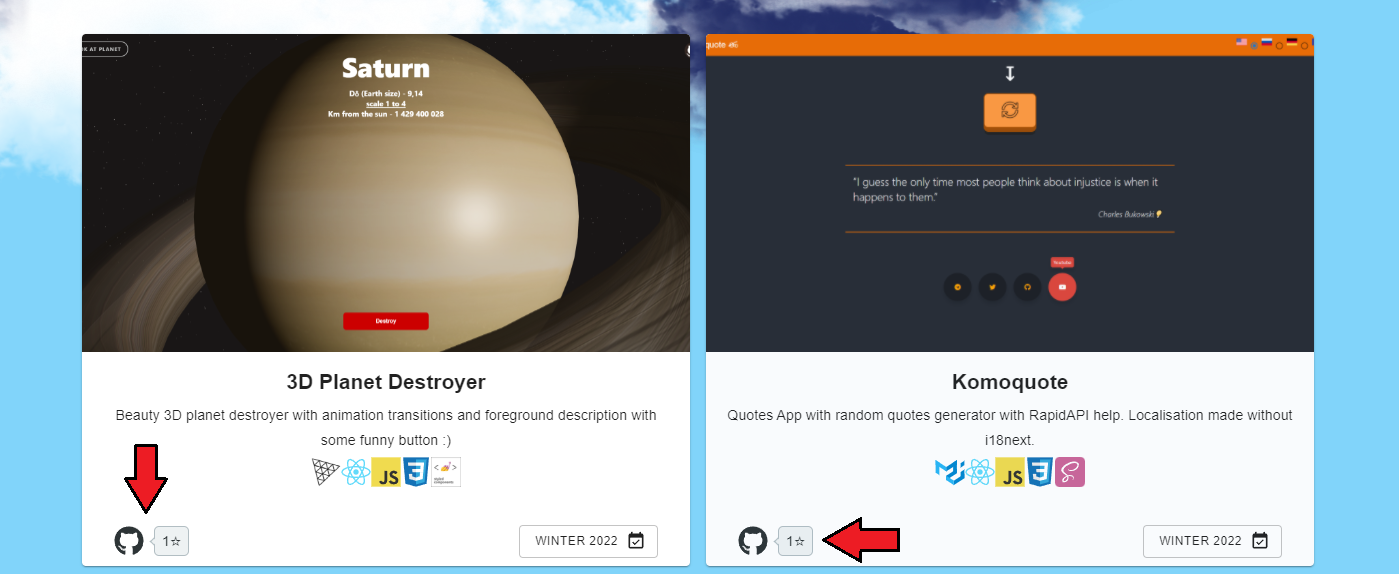 K AT PLANET
Saturn
Dδ (Earth size) - 9,14
scale 1 to 4
Km from the sun - 1 429 400 028
Destroy
3D Planet Destroyer
Beauty 3D planet destroyer with animation transitions and foreground description with
some funny button :)
JS
1☆
WINTER 2022
quote
↧
"I guess the only time most people think about injustice is when it
happens to them."
Charles Bukowski
Youtube
Komoquote
Quotes App with random quotes generator with RapidAPI help. Localisation made without
i18next.
JS
1☆
WINTER 2022